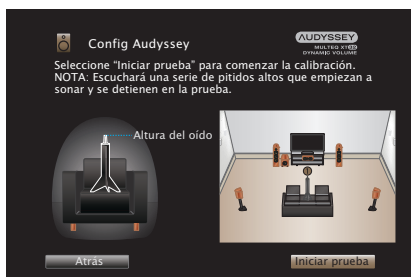 Config Audyssey
AUDYSSEY
MULTEQ XT32
DYNAMIC VOLUME
Seleccione “Iniciar prueba” para comenzar la calibración.
NOTA: Escuchará una serie de pitidos altos que empiezan a
sonar y se detienen en la prueba.
Altura del oído
Atrás
Iniciar prueba